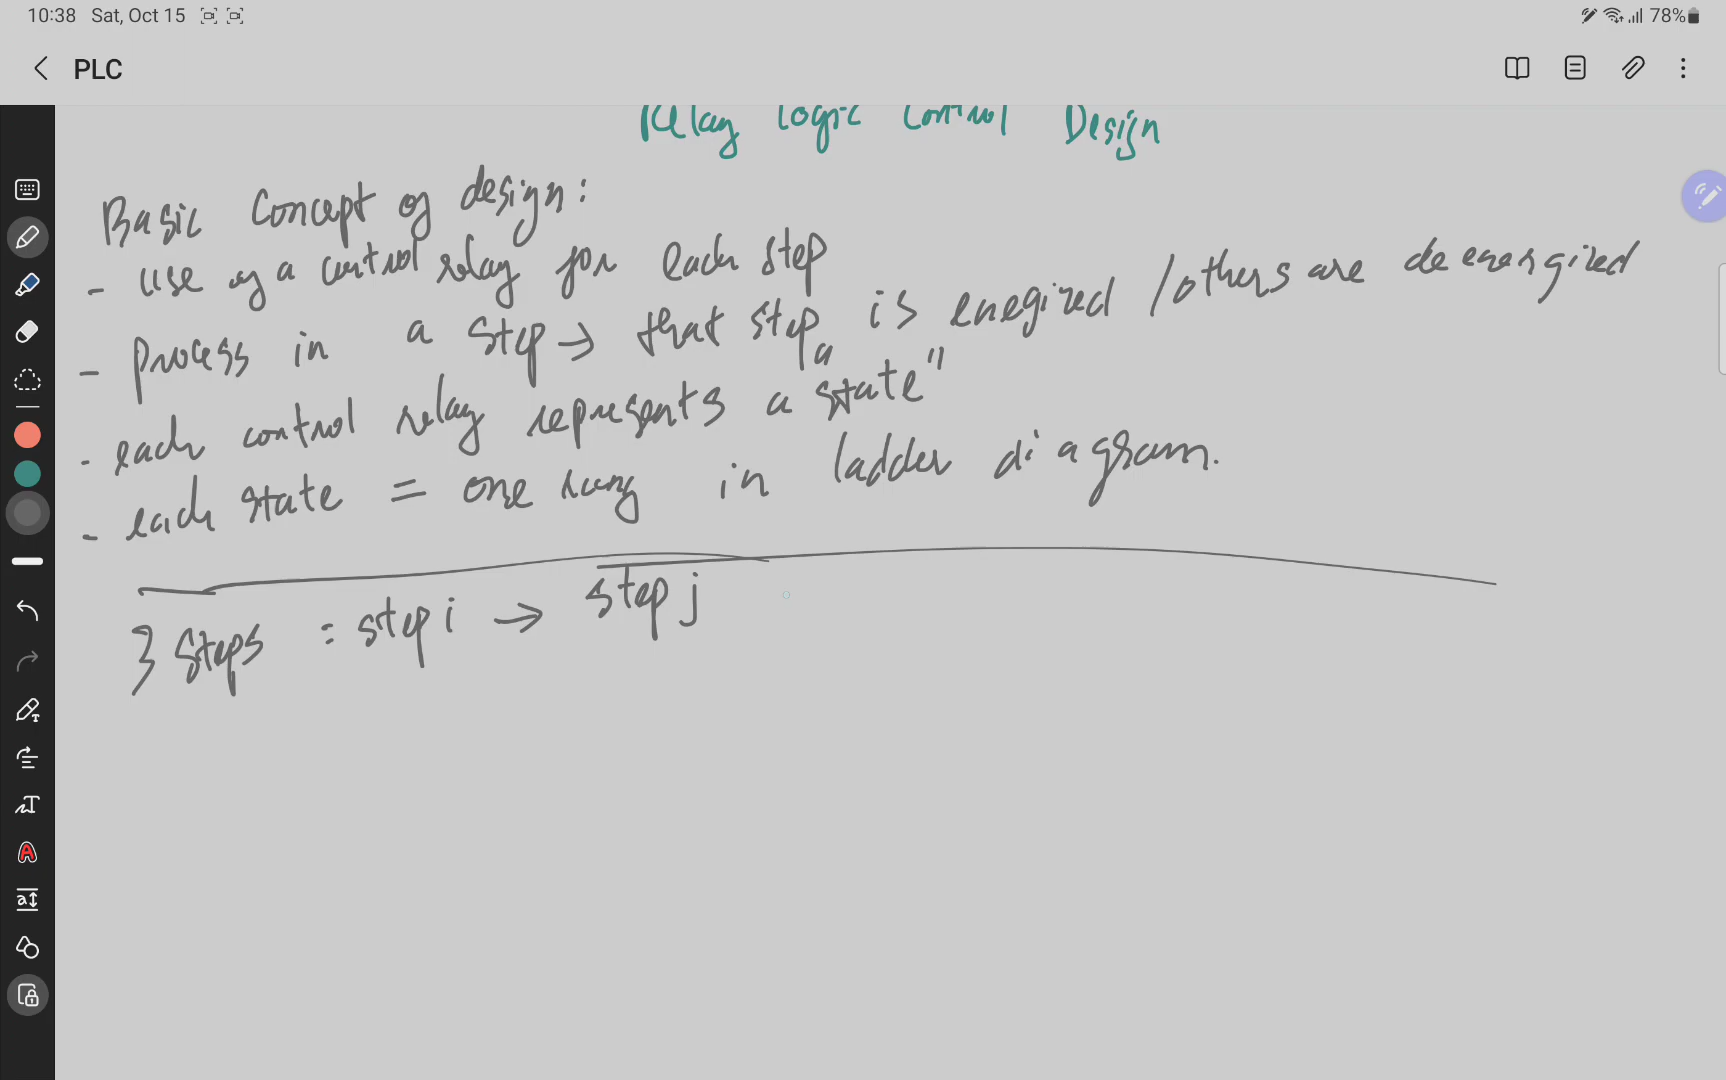 10:38 Sat, Oct 15 78%
PLC
Relay Logic Control Design
Basic Concept of design:
- use of a control relay for each step
- process in a step → that step is enegized / others are de energized
- each control relay represents a "state"
- each state = one rung in ladder diagram.
3 steps : step i → step j